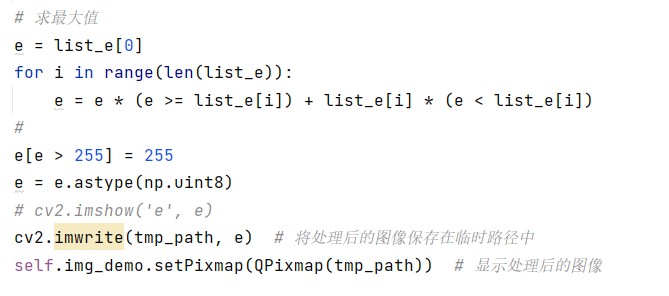 # 求最大值
e = list_e[0]
for i in range(len(list_e)):
    e = e * (e >= list_e[i]) + list_e[i] * (e < list_e[i])
#
e[e > 255] = 255
e = e.astype(np.uint8)
# cv2.imshow('e', e)
cv2.imwrite(tmp_path, e)  # 将处理后的图像保存在临时路径中
self.img_demo.setPixmap(QPixmap(tmp_path))  # 显示处理后的图像